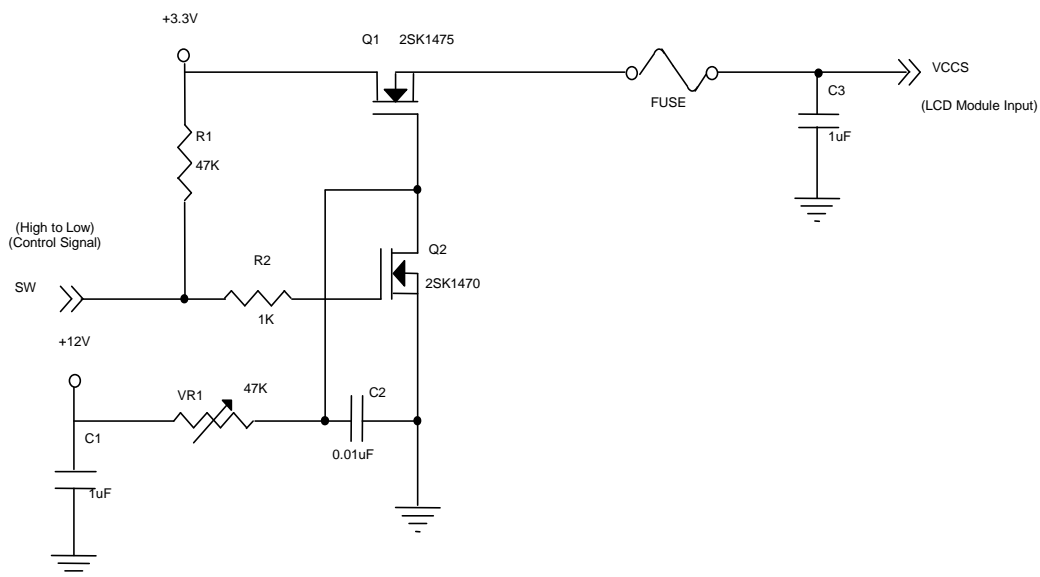 +3.3V
Q1 2SK1475
VCCS
FUSE
C3
(LCD Module Input)
1uF
R1
47K
(High to Low)
(Control Signal)
Q2
R2
SW
2SK1470
1K
+12V
VR1
47K
C2
C1
0.01uF
1uF